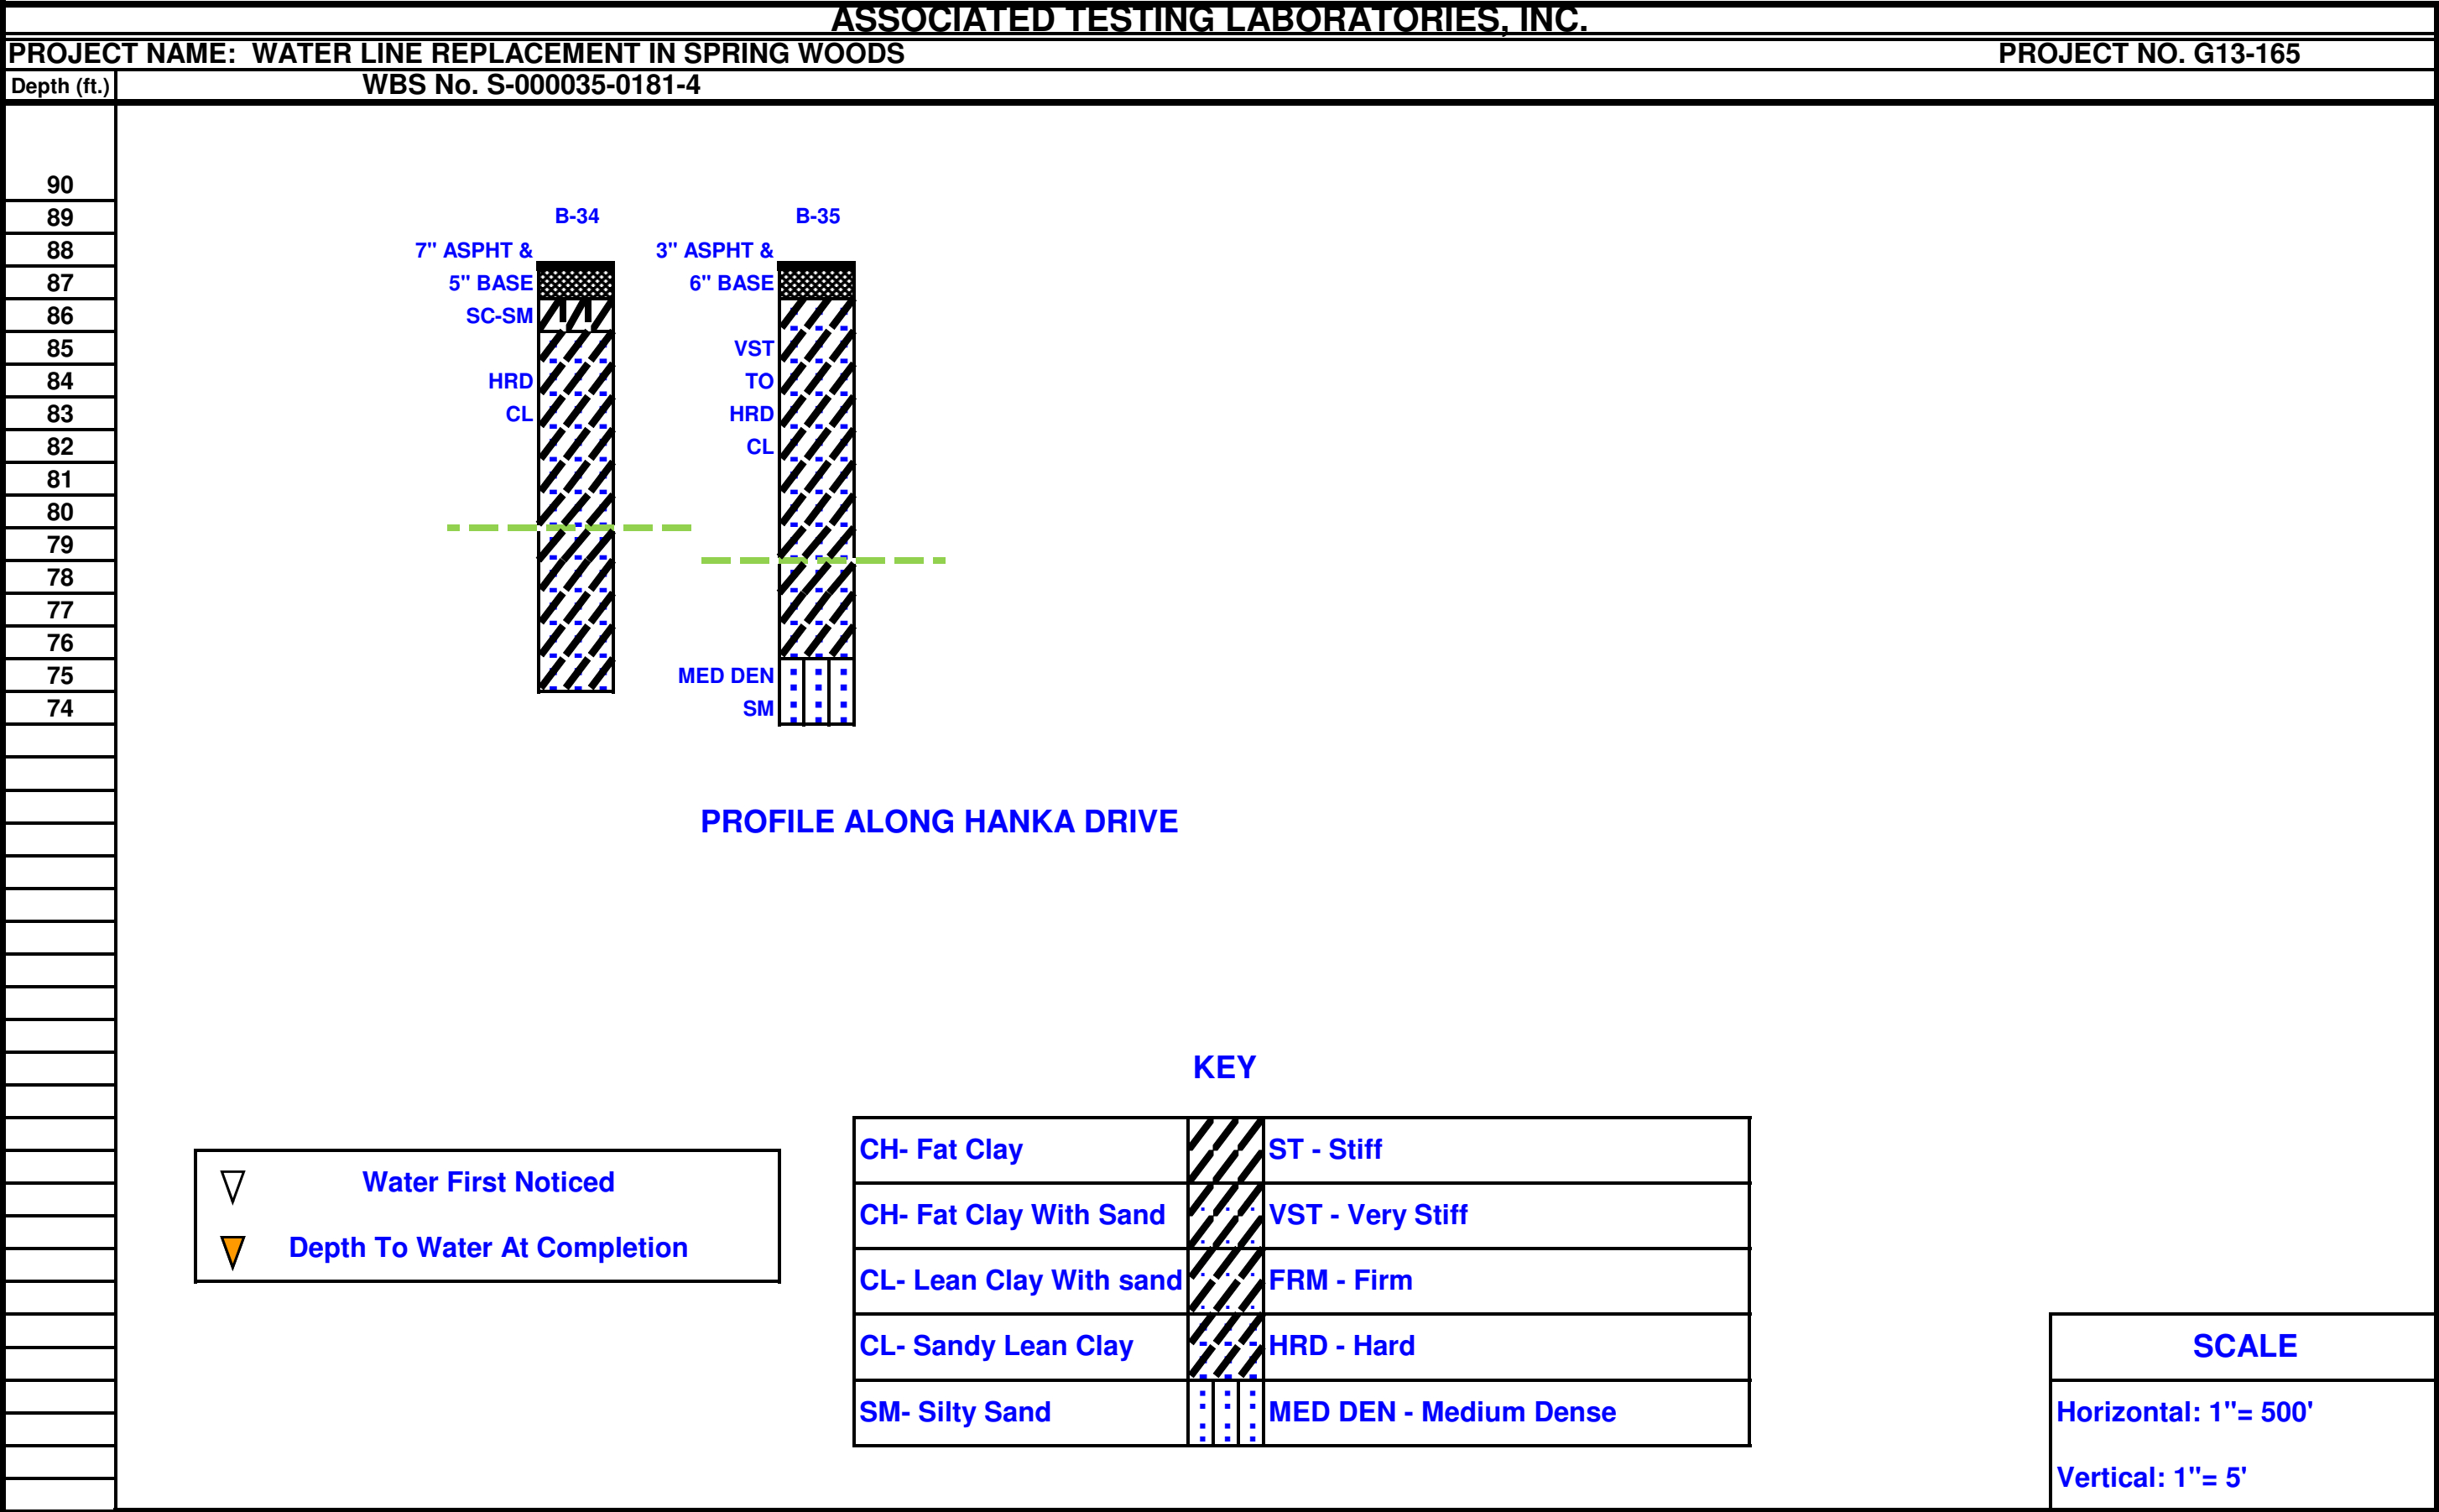 ASSOCIATED TESTING LABORATORIES, INC.
PROJECT NAME: WATER LINE REPLACEMENT IN SPRING WOODS
PROJECT NO. G13-165
Depth (ft.)
WBS No. S-000035-0181-4
90
89
88
87
86
85
84
83
82
81
80
79
78
77
76
75
74
B-34
7" ASPHT &
5" BASE
SC-SM
HRD
CL
B-35
3" ASPHT &
6" BASE
VST
TO
HRD
CL
MED DEN
SM
PROFILE ALONG HANKA DRIVE
KEY
Water First Noticed
Depth To Water At Completion
CH- Fat Clay
ST - Stiff
CH- Fat Clay With Sand
VST - Very Stiff
CL- Lean Clay With sand
FRM - Firm
CL- Sandy Lean Clay
HRD - Hard
SM- Silty Sand
MED DEN - Medium Dense
SCALE
Horizontal: 1"= 500'
Vertical: 1"= 5'